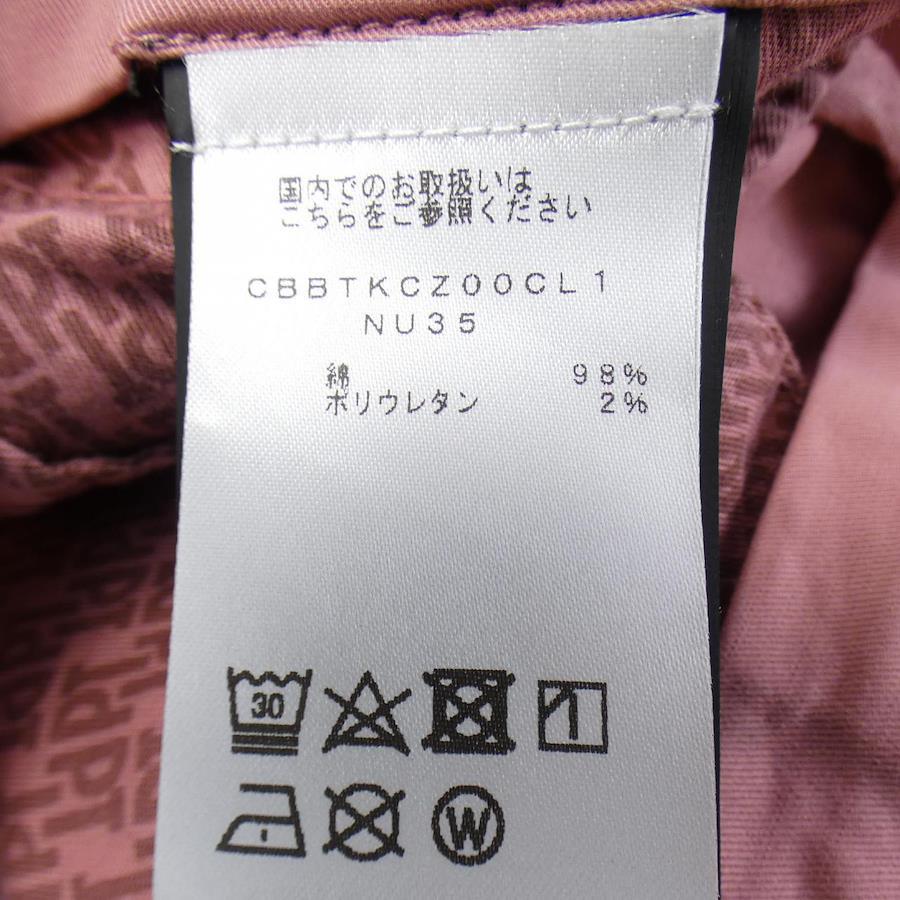 国内でのお取扱いは
こちらをご参照ください
CBBTKCZ00CL1
NU35
綿 98%
ポリウレタン 2%
30
W